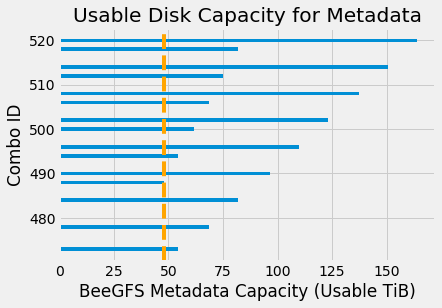 Usable Disk Capacity for Metadata
520
510
500
490
480
Combo ID
0 25 50 75 100 125 150
BeeGFS Metadata Capacity (Usable TiB)